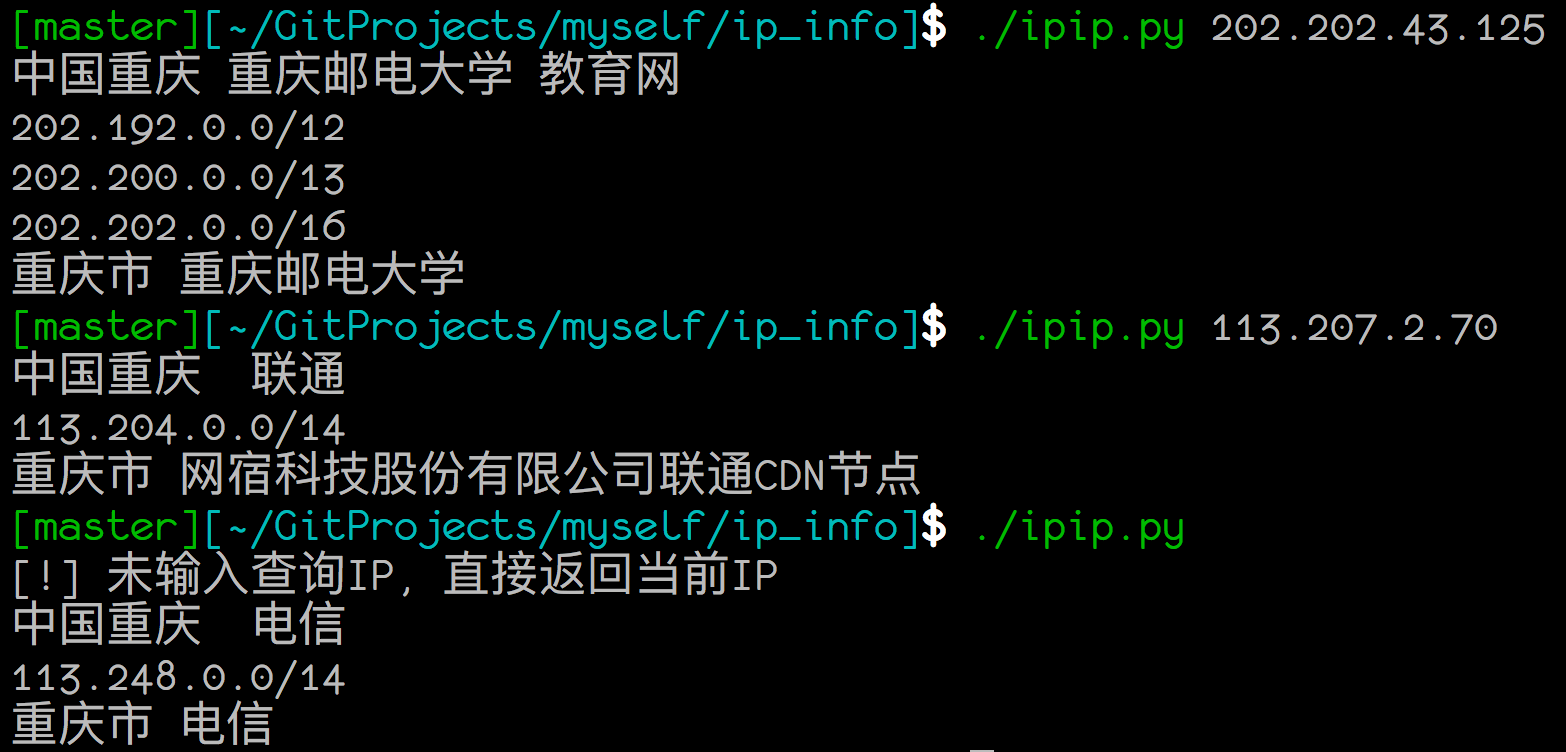 [master][~/GitProjects/myself/ip_info]$ ./ipip.py 202.202.43.125
中国重庆 重庆邮电大学 教育网
202.192.0.0/12
202.200.0.0/13
202.202.0.0/16
重庆市 重庆邮电大学
[master][~/GitProjects/myself/ip_info]$ ./ipip.py 113.207.2.70
中国重庆  联通
113.204.0.0/14
重庆市 网宿科技股份有限公司联通CDN节点
[master][~/GitProjects/myself/ip_info]$ ./ipip.py
[!] 未输入查询IP, 直接返回当前IP
中国重庆  电信
113.248.0.0/14
重庆市 电信